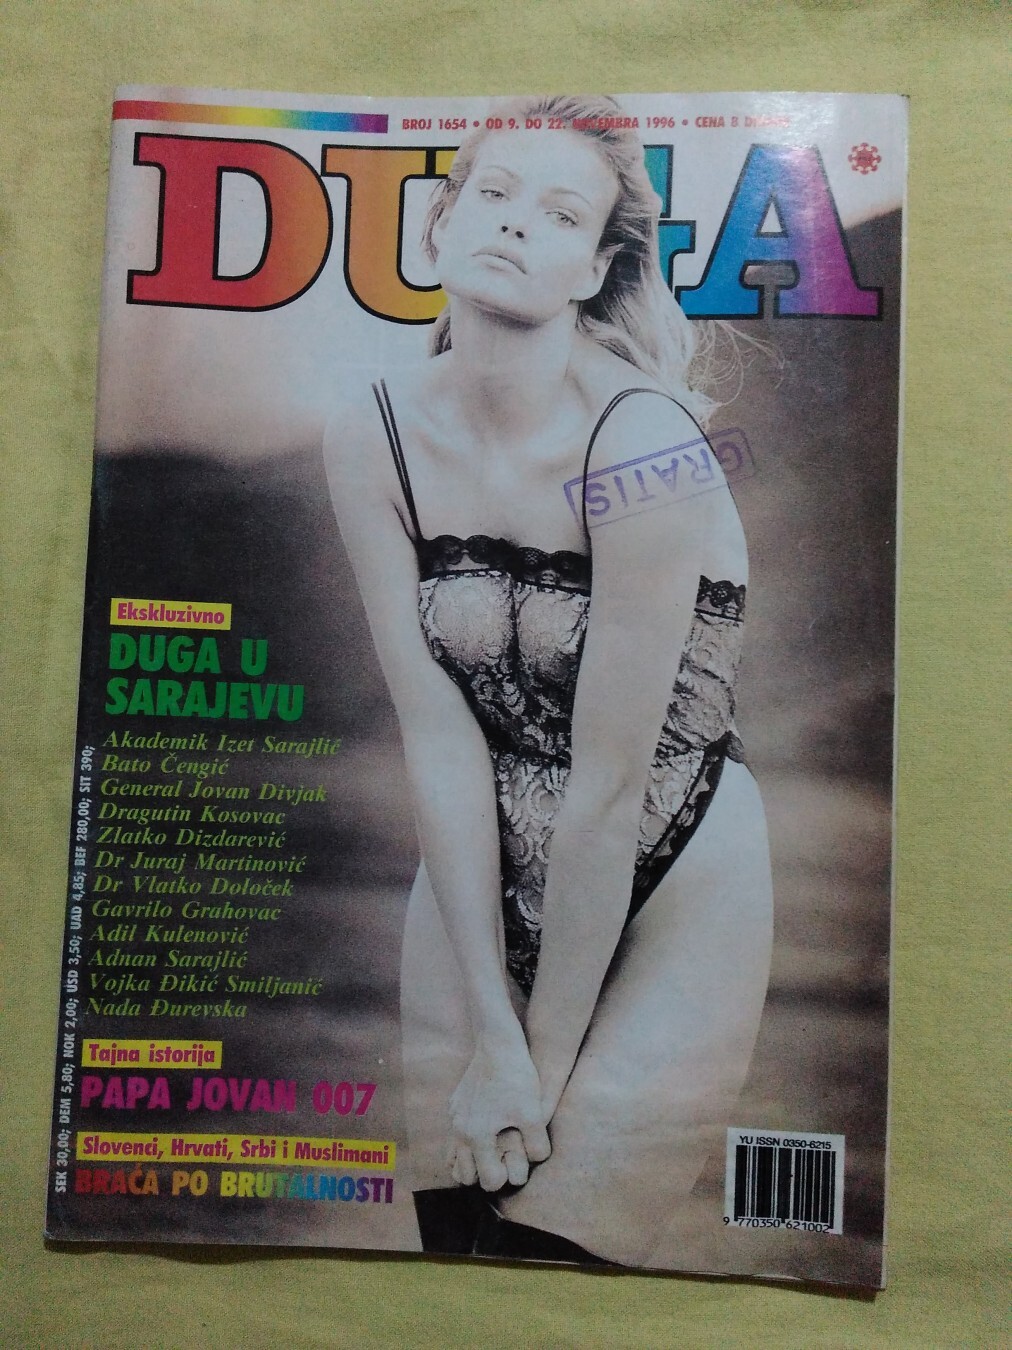 BROJ 1654 • OD 9. DO 22. NOVEMBRA 1996 • CENA 8 DINARA
DUGA
GRATIS
Ekskluzivno
DUGA U
SARAJEVU
Akademik Izet Sarajlić
Bato Čengić
General Jovan Divjak
Dragutin Kosovac
Zlatko Dizdarević
Dr Juraj Martinović
Dr Vlatko Določek
Gavrilo Grahovac
Adil Kulenović
Adnan Sarajlić
Vojka Đikić Smiljanić
Nada Đurevska
Tajna istorija
PAPA JOVAN 007
Slovenci, Hrvati, Srbi i Muslimani
BRAĆA PO BRUTALNOSTI
SEK 30,00; DEM 5,80; NOK 2,00; USD 3,50; UAD 4,85; BEF 280,00; SIT 390;
YU ISSN 0350-6215
9 770350 621002